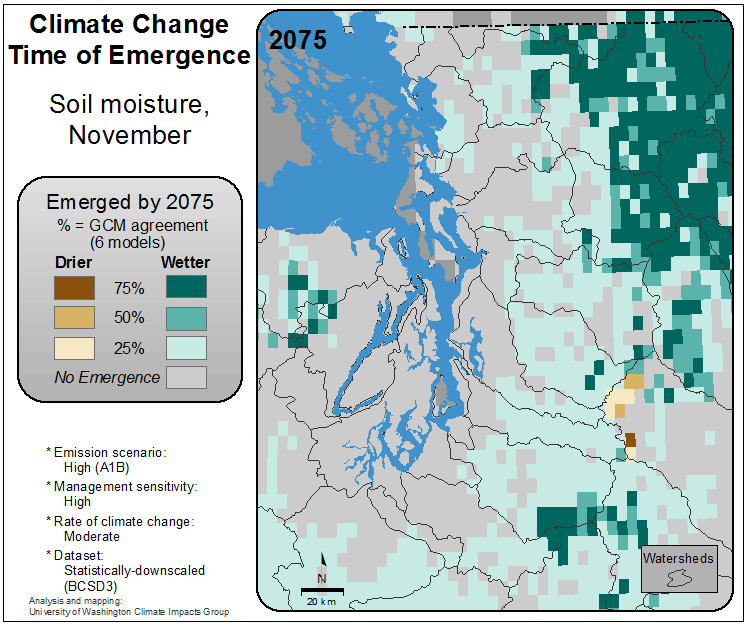 Climate Change
Time of Emergence
Soil moisture,
November
Emerged by 2075
% = GCM agreement
(6 models)
Drier Wetter
75%
50%
25%
No Emergence
* Emission scenario:
High (A1B)
* Management sensitivity:
High
* Rate of climate change:
Moderate
* Dataset:
Statistically-downscaled
(BCSD3)
Analysis and mapping:
University of Washington Climate Impacts Group
2075
N
20 km
Watersheds